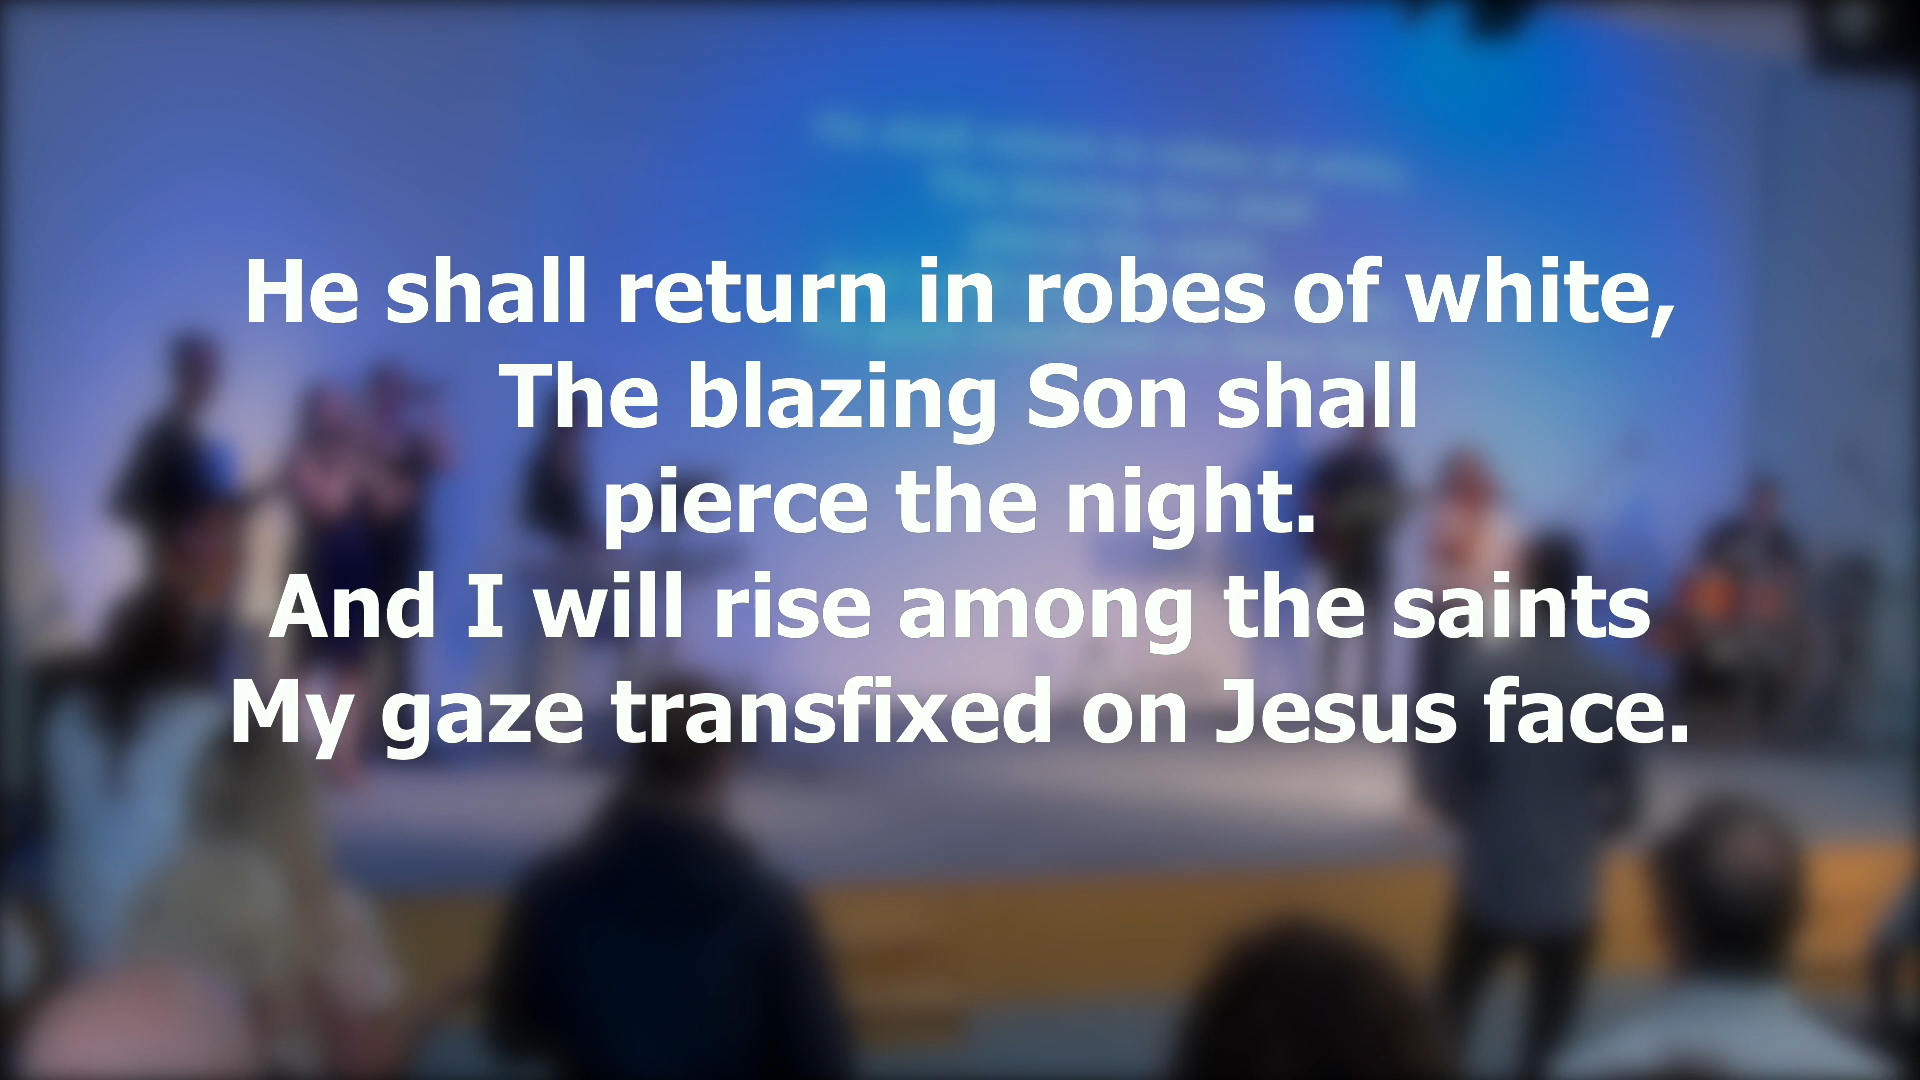 He shall return in robes of white,
The blazing Son shall
pierce the night.
And I will rise among the saints
My gaze transfixed on Jesus face.